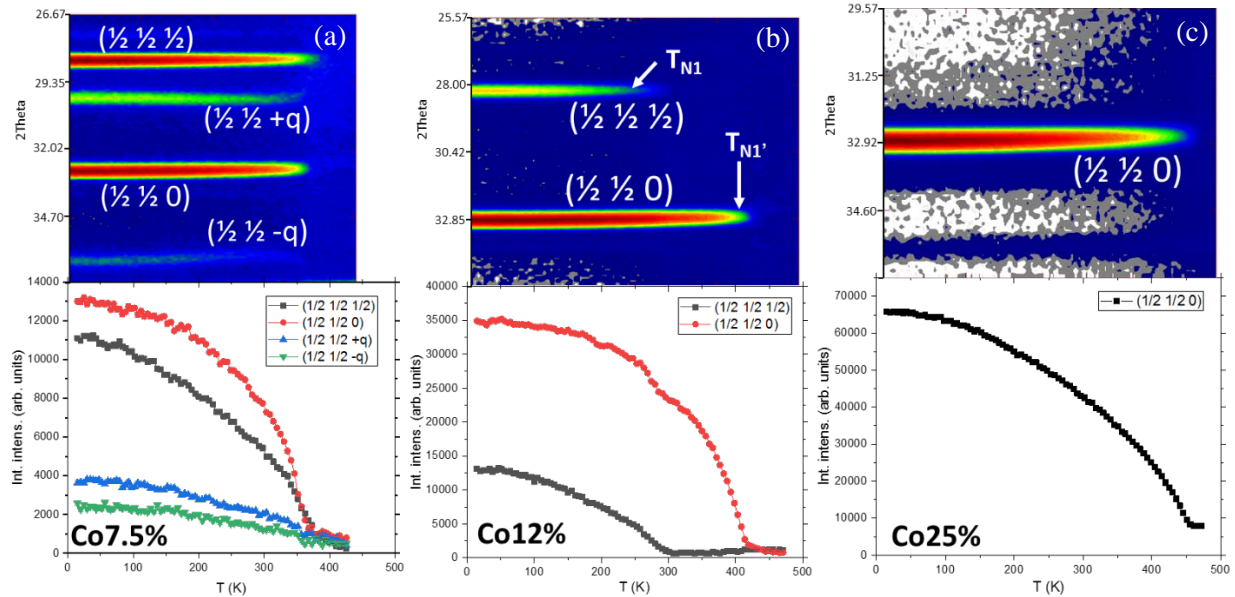 (a)
26.67
29.35
32.02
34.70
2Theta
(½ ½ ½)
(½ ½ +q)
(½ ½ 0)
(½ ½ -q)
14000
12000
10000
8000
6000
4000
2000
0
Int. intens. (arb. units)
(1/2 1/2 1/2)
(1/2 1/2 0)
(1/2 1/2 +q)
(1/2 1/2 -q)
Co7.5%
0 100 200 300 400 500
T (K)
(b)
25.57
28.00
30.42
32.85
2Theta
TN1
(½ ½ ½)
TN1'
(½ ½ 0)
40000
35000
30000
25000
20000
15000
10000
5000
0
Int. intens. (arb. units)
(1/2 1/2 1/2)
(1/2 1/2 0)
Co12%
0 100 200 300 400 500
T (K)
(c)
29.57
31.25
32.92
34.60
2Theta
(½ ½ 0)
70000
60000
50000
40000
30000
20000
10000
0
Int. intens. (arb. units)
(1/2 1/2 0)
Co25%
0 100 200 300 400 500
T (K)